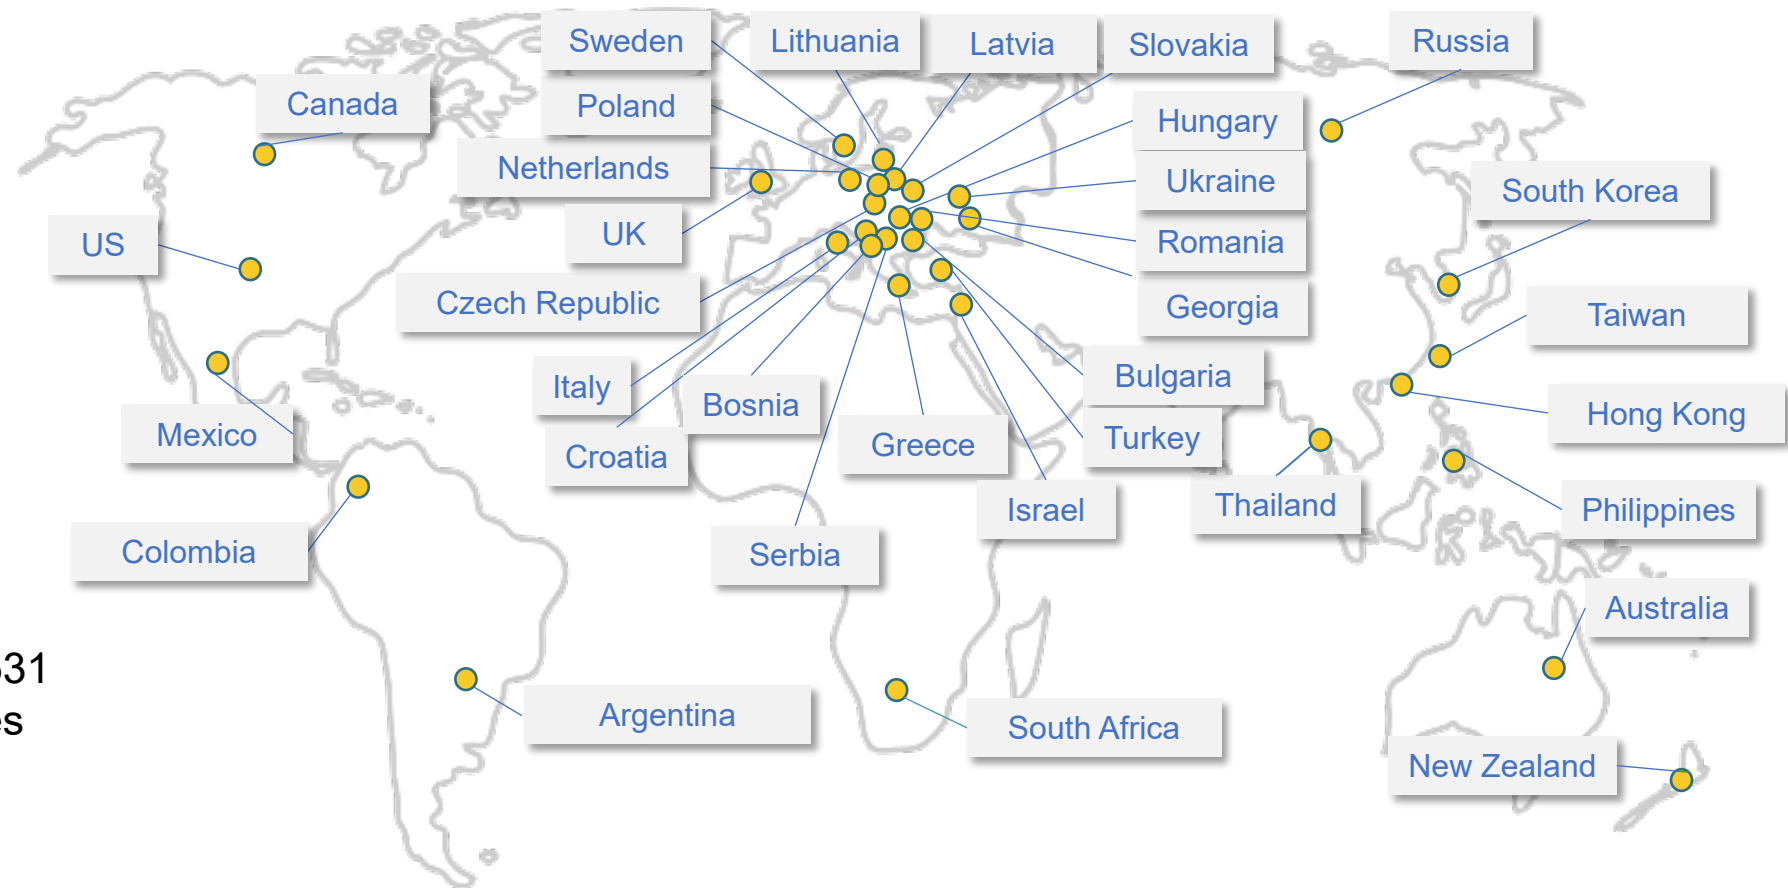 Sweden
Lithuania
Latvia
Slovakia
Russia
Canada
Poland
Hungary
Netherlands
Ukraine
South Korea
US
UK
Romania
Czech Republic
Georgia
Taiwan
Italy
Bosnia
Bulgaria
Hong Kong
Mexico
Croatia
Greece
Turkey
Israel
Thailand
Philippines
Colombia
Serbia
Australia
31
Argentina
South Africa
es
New Zealand